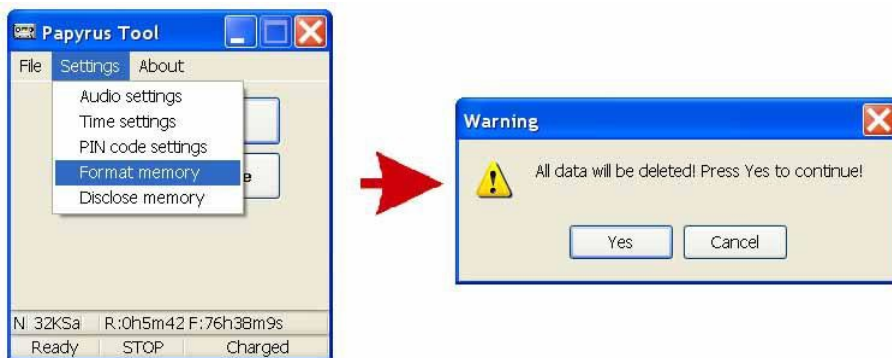 Papyrus Tool
File Settings About
Audio settings
Time settings
PIN code settings
Format memory
Disclose memory
e
N 32KSa R:0h5m42 F:76h38m9s
Ready STOP Charged
Warning
All data will be deleted! Press Yes to continue!
Yes Cancel